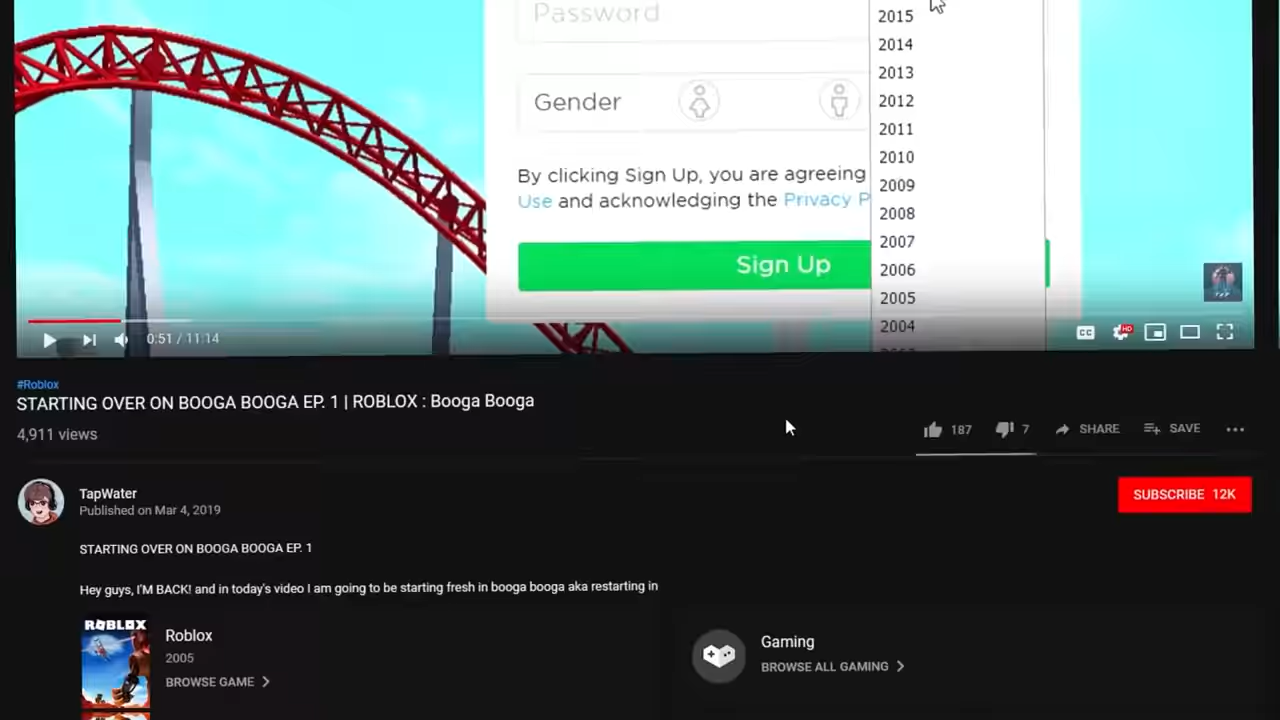 Password
2015
2014
2013
Gender
2012
2011
2010
By clicking Sign Up, you are agreeing
2009
Use and acknowledging the Privacy P
2008
2007
Sign Up
2006
2005
2004
0:51 / 11:14
CC
HD
#Roblox
STARTING OVER ON BOOGA BOOGA EP. 1 | ROBLOX : Booga Booga
4,911 views
187
7
SHARE
SAVE
TapWater
Published on Mar 4, 2019
SUBSCRIBE 12K
STARTING OVER ON BOOGA BOOGA EP. 1
Hey guys, I'M BACK! and in today's video I am going to be starting fresh in booga booga aka restarting in
ROBLOX
Roblox
2005
BROWSE GAME
Gaming
BROWSE ALL GAMING